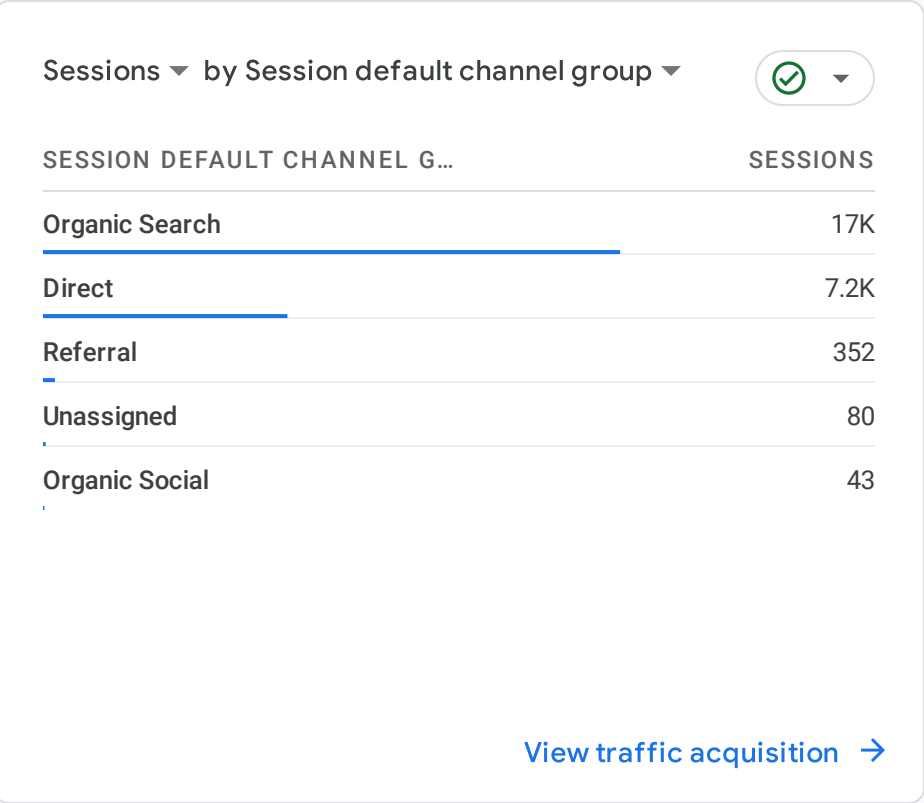 Sessions by Session default channel group
SESSION DEFAULT CHANNEL G… SESSIONS
Organic Search 17K
Direct 7.2K
Referral 352
Unassigned 80
Organic Social 43
View traffic acquisition